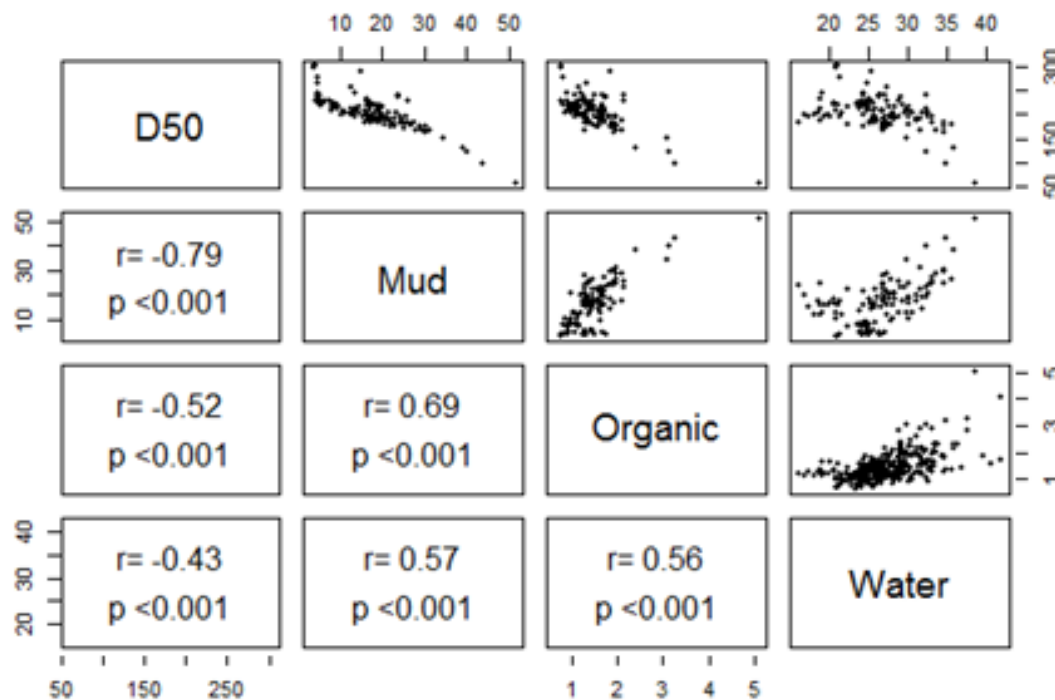 10 20 30 40 50 20 25 30 35 40
D50
50 150 300
10 30 50
r= -0.79
p <0.001
Mud
r= -0.52
p <0.001
r= 0.69
p <0.001
Organic
1 3 5
20 30 40
r= -0.43
p <0.001
r= 0.57
p <0.001
r= 0.56
p <0.001
Water
50 150 250 1 2 3 4 5